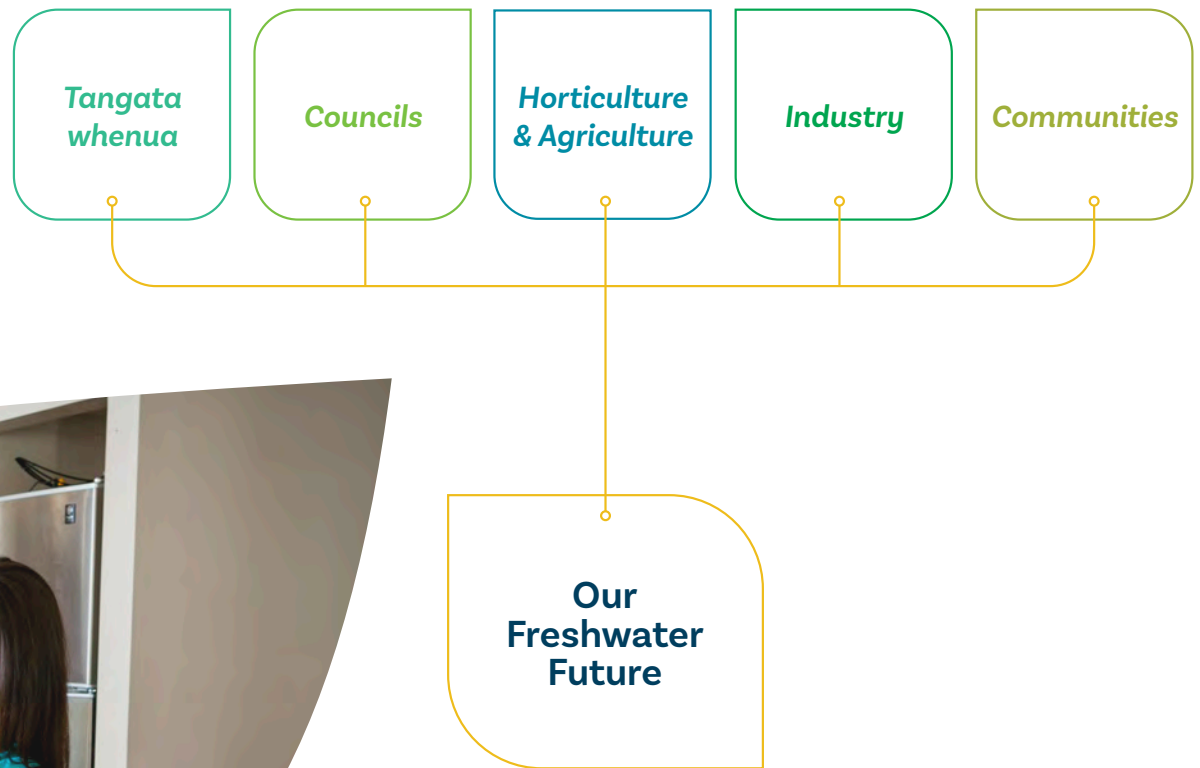 Tangata
whenua
Councils
Horticulture
& Agriculture
Industry
Communities
Our
Freshwater
Future